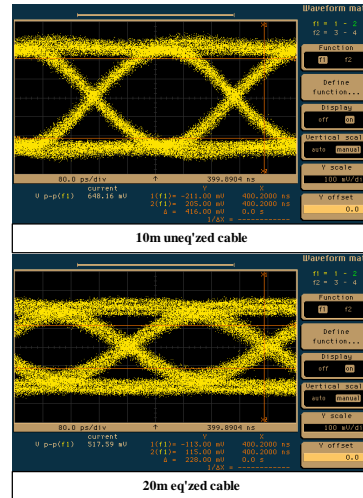 Waveform mat
f1 = 1 - 2
f2 = 3 - 4
Function
f1 f2
Define
function...
Display
off on
Vertical scale
auto manual
Y scale
100 mV/di
Y offset
0.0
80.0 ps/div ↑ 399.8904 ns
current Y X
V p-p(f1) 648.16 mV 1(f1)= -211.00 mV 400.2000 ns
2(f1)= 205.00 mV 400.2000 ns
Δ = 416.00 mV 0.0 s
1/ΔX = ------------
10m uneq'zed cable
Waveform mat
f1 = 1 - 2
f2 = 3 - 4
Function
f1 f2
Define
function...
Display
off on
Vertical scale
auto manual
Y scale
100 mV/di
Y offset
0.0
80.0 ps/div ↑ 399.8904 ns
current Y X
V p-p(f1) 517.59 mV 1(f1)= -113.00 mV 400.2000 ns
2(f1)= 115.00 mV 400.2000 ns
Δ = 228.00 mV 0.0 s
1/ΔX = ------------
20m eq'zed cable